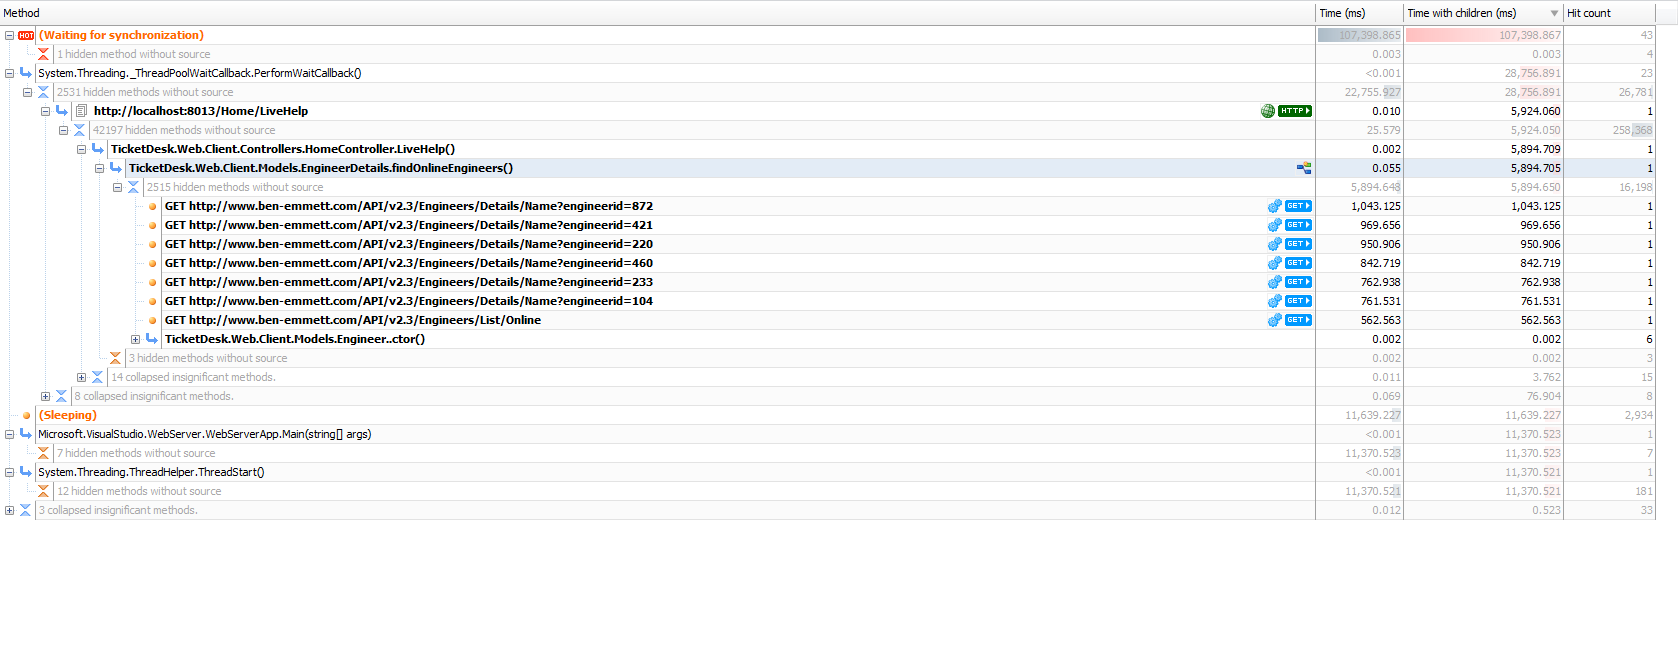 Method Time (ms) Time with children (ms) Hit count
HOT (Waiting for synchronization) 107,398.865 107,398.867 43
1 hidden method without source 0.003 0.003 4
System.Threading._ThreadPoolWaitCallback.PerformWaitCallback() <0.001 28,756.891 23
2531 hidden methods without source 22,755.927 28,756.891 26,781
http://localhost:8013/Home/LiveHelp HTTP 0.010 5,924.060 1
42197 hidden methods without source 25.579 5,924.050 258,368
TicketDesk.Web.Client.Controllers.HomeController.LiveHelp() 0.002 5,894.709 1
TicketDesk.Web.Client.Models.EngineerDetails.findOnlineEngineers() 0.055 5,894.705 1
2515 hidden methods without source 5,894.648 5,894.650 16,198
GET http://www.ben-emmett.com/API/v2.3/Engineers/Details/Name?engineerid=872 GET 1,043.125 1,043.125 1
GET http://www.ben-emmett.com/API/v2.3/Engineers/Details/Name?engineerid=421 GET 969.656 969.656 1
GET http://www.ben-emmett.com/API/v2.3/Engineers/Details/Name?engineerid=220 GET 950.906 950.906 1
GET http://www.ben-emmett.com/API/v2.3/Engineers/Details/Name?engineerid=460 GET 842.719 842.719 1
GET http://www.ben-emmett.com/API/v2.3/Engineers/Details/Name?engineerid=233 GET 762.938 762.938 1
GET http://www.ben-emmett.com/API/v2.3/Engineers/Details/Name?engineerid=104 GET 761.531 761.531 1
GET http://www.ben-emmett.com/API/v2.3/Engineers/List/Online GET 562.563 562.563 1
TicketDesk.Web.Client.Models.Engineer..ctor() 0.002 0.002 6
3 hidden methods without source 0.002 0.002 3
14 collapsed insignificant methods. 0.011 3.762 15
8 collapsed insignificant methods. 0.069 76.904 8
(Sleeping) 11,639.227 11,639.227 2,934
Microsoft.VisualStudio.WebServer.WebServerApp.Main(string[] args) <0.001 11,370.523 1
7 hidden methods without source 11,370.523 11,370.523 7
System.Threading.ThreadHelper.ThreadStart() <0.001 11,370.521 1
12 hidden methods without source 11,370.521 11,370.521 181
3 collapsed insignificant methods. 0.012 0.523 33